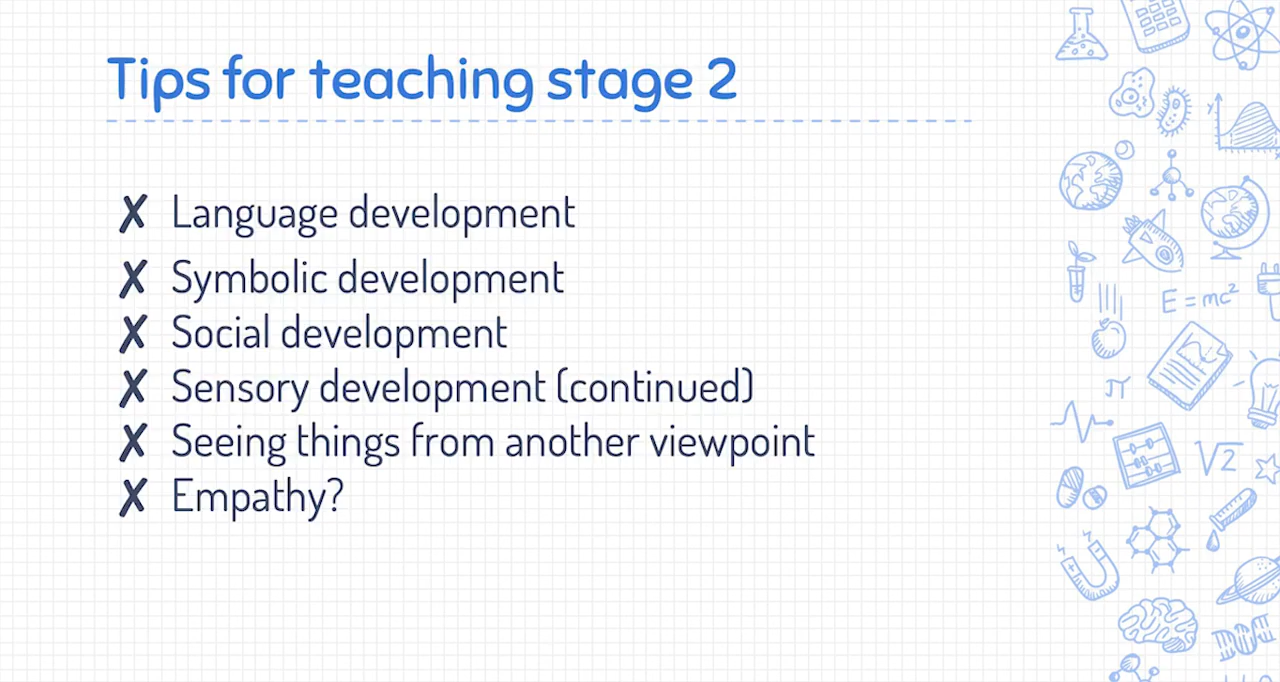 Tips for teaching stage 2
✗ Language development
✗ Symbolic development
✗ Social development
✗ Sensory development (continued)
✗ Seeing things from another viewpoint
✗ Empathy?
E = mc²
π
√2